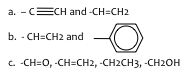 a. – C≡CH and -CH=CH2
b. - CH=CH2 and
c. -CH=O, -CH=CH2, -CH2CH3, -CH2OH